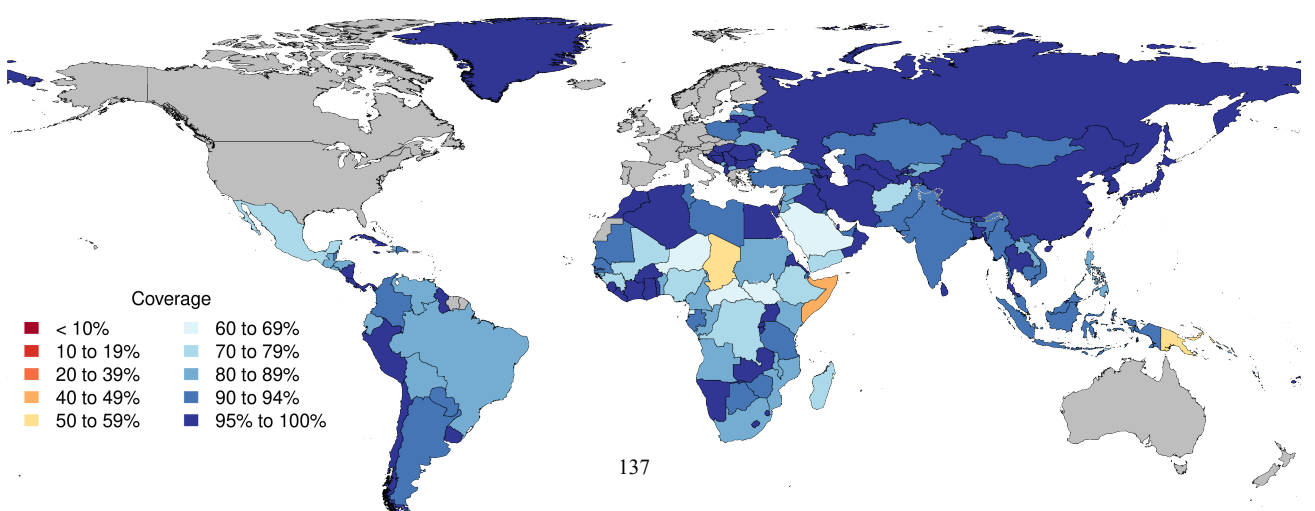 Coverage
< 10%
10 to 19%
20 to 39%
40 to 49%
50 to 59%
60 to 69%
70 to 79%
80 to 89%
90 to 94%
95% to 100%
137